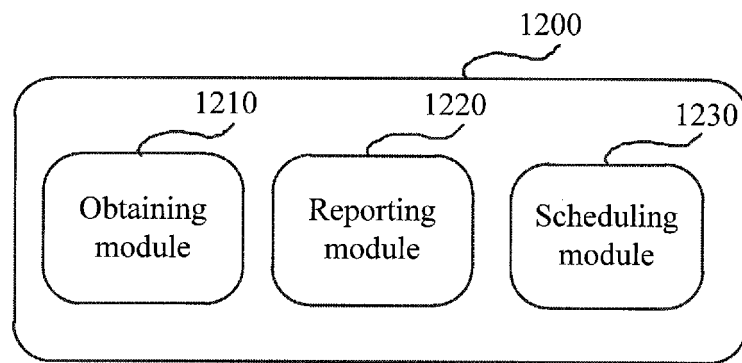 1200
1210
1220
1230
Obtaining
module
Reporting
module
Scheduling
module